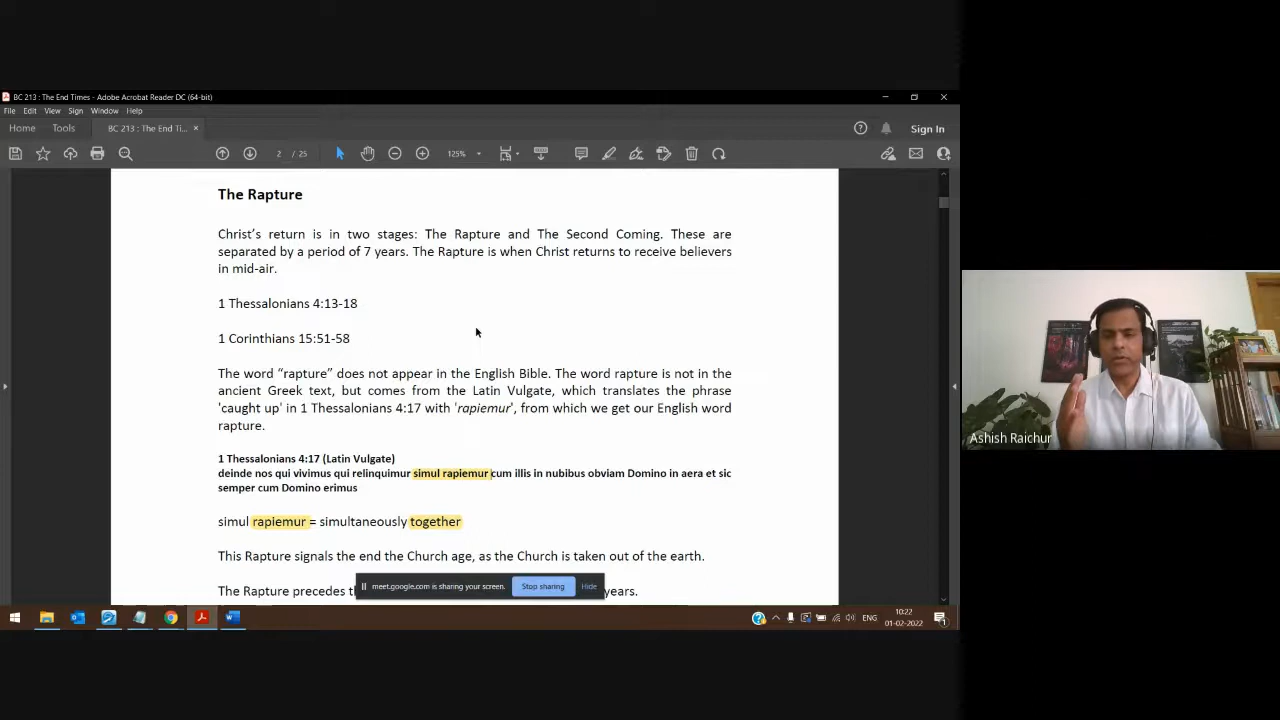 BC 213 : The End Times - Adobe Acrobat Reader DC (64-bit)
File Edit View Sign Window Help
Home Tools BC 213 : The End Ti... × Sign In
2 / 25 125%
The Rapture
Christ's return is in two stages: The Rapture and The Second Coming. These are
separated by a period of 7 years. The Rapture is when Christ returns to receive believers
in mid-air.
1 Thessalonians 4:13-18
1 Corinthians 15:51-58
The word “rapture” does not appear in the English Bible. The word rapture is not in the
ancient Greek text, but comes from the Latin Vulgate, which translates the phrase
'caught up' in 1 Thessalonians 4:17 with 'rapiemur', from which we get our English word
rapture.
1 Thessalonians 4:17 (Latin Vulgate)
deinde nos qui vivimus qui relinquimur simul rapiemur cum illis in nubibus obviam Domino in aera et sic
semper cum Domino erimus
simul rapiemur = simultaneously together
This Rapture signals the end the Church age, as the Church is taken out of the earth.
The Rapture precedes th years.
meet.google.com is sharing your screen. Stop sharing Hide
Ashish Raichur
ENG
10:22
01-02-2022